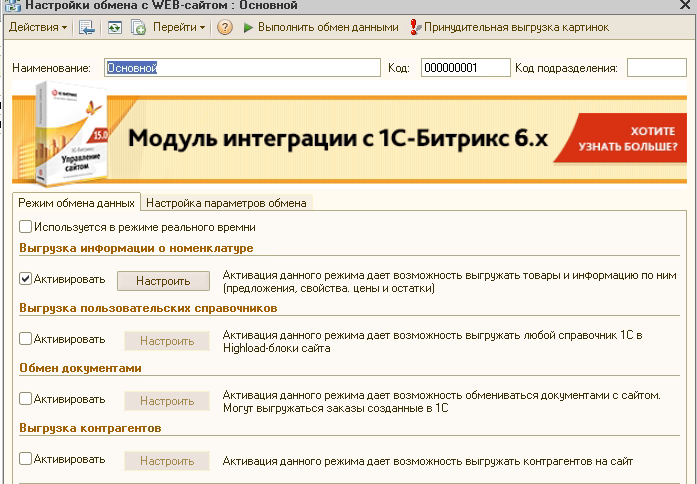 Настройки обмена с WEB-сайтом : Основной
Действия Перейти Выполнить обмен данными Принудительная выгрузка картинок
Наименование: Основной Код: 000000001 Код подразделения:
1С-БИТРИКС
15.0
1С-Битрикс
Управление
сайтом
Модуль интеграции с 1С-Битрикс 6.x
ХОТИТЕ
УЗНАТЬ БОЛЬШЕ?
Режим обмена данных Настройка параметров обмена
Используется в режиме реального времни
Выгрузка информации о номенклатуре
Активировать Настроить Активация данного режима дает возможность выгружать товары и информацию по ним
(предложения, свойства. цены и остатки)
Выгрузка пользовательских справочников
Активировать Настроить Активация данного режима дает возможность выгружать любой справочник 1С в
Highload-блоки сайта
Обмен документами
Активировать Настроить Активация данного режима дает возможность обмениваться документами с сайтом.
Могут выгружаться заказы созданные в 1С
Выгрузка контрагентов
Активировать Настроить Активация данного режима дает возможность выгружать контрагентов на сайт